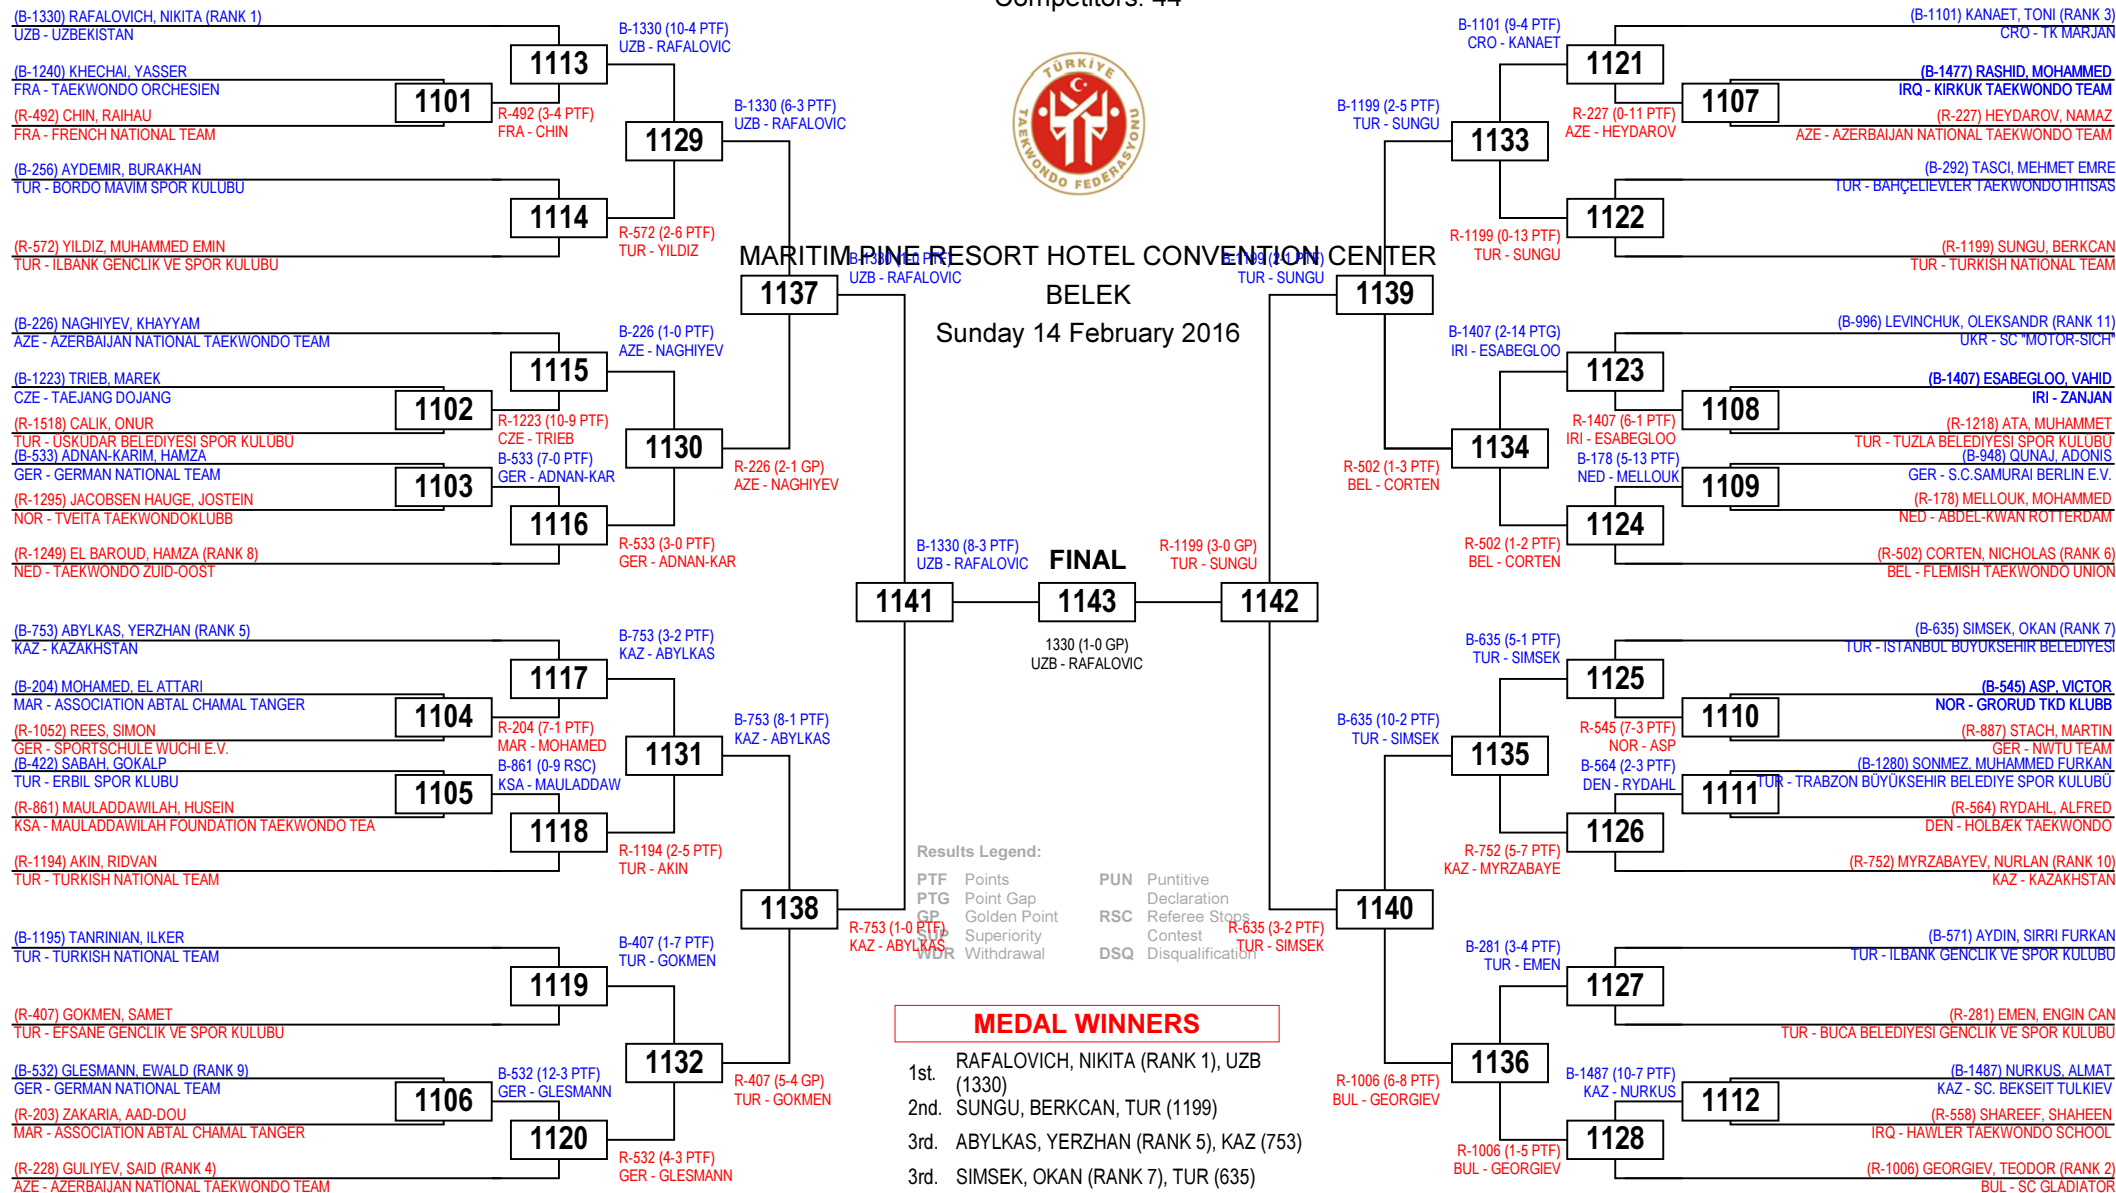 Competitors: 44
(B-1330) RAFALOVICH, NIKITA (RANK 1)
UZB - UZBEKISTAN
(B-1240) KHECHAI, YASSER
FRA - TAEKWONDO ORCHESIEN
(R-492) CHIN, RAIHAU
FRA - FRENCH NATIONAL TEAM
(B-256) AYDEMIR, BURAKHAN
TUR - BORDO MAVIM SPOR KULUBU
(R-572) YILDIZ, MUHAMMED EMIN
TUR - ILBANK GENCLIK VE SPOR KULUBU
(B-226) NAGHIYEV, KHAYYAM
AZE - AZERBAIJAN NATIONAL TAEKWONDO TEAM
(B-1223) TRIEB, MAREK
CZE - TAEJANG DOJANG
(R-1518) CALIK, ONUR
TUR - ÜSKÜDAR BELEDIYESI SPOR KULÜBÜ
(B-533) ADNAN-KARIM, HAMZA
GER - GERMAN NATIONAL TEAM
(R-1295) JACOBSEN HAUGE, JOSTEIN
NOR - TVEITA TAEKWONDOKLUBB
(R-1249) EL BAROUD, HAMZA (RANK 8)
NED - TAEKWONDO ZUID-OOST
(B-753) ABYLKAS, YERZHAN (RANK 5)
KAZ - KAZAKHSTAN
(B-204) MOHAMED, EL ATTARI
MAR - ASSOCIATION ABTAL CHAMAL TANGER
(R-1052) REES, SIMON
GER - SPORTSCHULE WUCHI E.V.
(B-422) SABAH, GOKALP
TUR - ERBIL SPOR KLUBU
(R-861) MAULADDAWILAH, HUSEIN
KSA - MAULADDAWILAH FOUNDATION TAEKWONDO TEA
(R-1194) AKIN, RIDVAN
TUR - TURKISH NATIONAL TEAM
(B-1195) TANRINIAN, ILKER
TUR - TURKISH NATIONAL TEAM
(R-407) GOKMEN, SAMET
TUR - EFSANE GENCLIK VE SPOR KULUBU
(B-532) GLESMANN, EWALD (RANK 9)
GER - GERMAN NATIONAL TEAM
(R-203) ZAKARIA, AAD-DOU
MAR - ASSOCIATION ABTAL CHAMAL TANGER
(R-228) GULIYEV, SAID (RANK 4)
AZE - AZERBAIJAN NATIONAL TAEKWONDO TEAM
1101
1102
1103
1104
1105
1106
R-492 (3-4 PTF)
FRA - CHIN
R-1223 (10-9 PTF)
CZE - TRIEB
B-533 (7-0 PTF)
GER - ADNAN-KAR
R-204 (7-1 PTF)
MAR - MOHAMED
B-861 (0-9 RSC)
KSA - MAULADDAW
B-532 (12-3 PTF)
GER - GLESMANN
1113
1114
1115
1116
1117
1118
1119
1120
B-1330 (10-4 PTF)
UZB - RAFALOVIC
R-572 (2-6 PTF)
TUR - YILDIZ
B-226 (1-0 PTF)
AZE - NAGHIYEV
R-533 (3-0 PTF)
GER - ADNAN-KAR
B-753 (3-2 PTF)
KAZ - ABYLKAS
R-1194 (2-5 PTF)
TUR - AKIN
B-407 (1-7 PTF)
TUR - GOKMEN
R-532 (4-3 PTF)
GER - GLESMANN
1129
1130
1131
1132
B-1330 (6-3 PTF)
UZB - RAFALOVIC
R-226 (2-1 GP)
AZE - NAGHIYEV
B-753 (8-1 PTF)
KAZ - ABYLKAS
R-407 (5-4 GP)
TUR - GOKMEN
1137
1138
B-1330 (1-0 PTF)
UZB - RAFALOVIC
R-753 (1-0 PTF)
KAZ - ABYLKAS
1141
B-1330 (8-3 PTF)
UZB - RAFALOVIC
TÜRKİYE
TAEKWONDO FEDERASYONU
MARITIM PINE RESORT HOTEL CONVENTION CENTER
BELEK
Sunday 14 February 2016
FINAL
1143
1330 (1-0 GP)
UZB - RAFALOVIC
R-1199 (3-0 GP)
TUR - SUNGU
1142
B-1199 (2-1 PTF)
TUR - SUNGU
R-635 (3-2 PTF)
TUR - SIMSEK
1139
1140
B-1199 (2-5 PTF)
TUR - SUNGU
R-502 (1-3 PTF)
BEL - CORTEN
B-635 (10-2 PTF)
TUR - SIMSEK
R-1006 (6-8 PTF)
BUL - GEORGIEV
1133
1134
1135
1136
B-1101 (9-4 PTF)
CRO - KANAET
R-1199 (0-13 PTF)
TUR - SUNGU
B-1407 (2-14 PTG)
IRI - ESABEGLOO
R-502 (1-2 PTF)
BEL - CORTEN
B-635 (5-1 PTF)
TUR - SIMSEK
R-752 (5-7 PTF)
KAZ - MYRZABAYE
B-281 (3-4 PTF)
TUR - EMEN
R-1006 (1-5 PTF)
BUL - GEORGIEV
1121
1122
1123
1124
1125
1126
1127
1128
R-227 (0-11 PTF)
AZE - HEYDAROV
R-1407 (6-1 PTF)
IRI - ESABEGLOO
B-178 (5-13 PTF)
NED - MELLOUK
R-545 (7-3 PTF)
NOR - ASP
B-564 (2-3 PTF)
DEN - RYDAHL
B-1487 (10-7 PTF)
KAZ - NURKUS
1107
1108
1109
1110
1111
1112
(B-1101) KANAET, TONI (RANK 3)
CRO - TK MARJAN
(B-1477) RASHID, MOHAMMED
IRQ - KIRKUK TAEKWONDO TEAM
(R-227) HEYDAROV, NAMAZ
AZE - AZERBAIJAN NATIONAL TAEKWONDO TEAM
(B-292) TASCI, MEHMET EMRE
TUR - BAHÇELIEVLER TAEKWONDO IHTISAS
(R-1199) SUNGU, BERKCAN
TUR - TURKISH NATIONAL TEAM
(B-996) LEVINCHUK, OLEKSANDR (RANK 11)
UKR - SC "MOTOR-SICH"
(B-1407) ESABEGLOO, VAHID
IRI - ZANJAN
(R-1218) ATA, MUHAMMET
TUR - TUZLA BELEDIYESI SPOR KULÜBÜ
(B-948) QUNAJ, ADONIS
GER - S.C.SAMURAI BERLIN E.V.
(R-178) MELLOUK, MOHAMMED
NED - ABDEL-KWAN ROTTERDAM
(R-502) CORTEN, NICHOLAS (RANK 6)
BEL - FLEMISH TAEKWONDO UNION
(B-635) SIMSEK, OKAN (RANK 7)
TUR - ISTANBUL BÜYÜKSEHIR BELEDIYESI
(B-545) ASP, VICTOR
NOR - GRORUD TKD KLUBB
(R-887) STACH, MARTIN
GER - NWTU TEAM
(B-1280) SONMEZ, MUHAMMED FURKAN
TUR - TRABZON BÜYÜKSEHIR BELEDIYE SPOR KULUBÜ
(R-564) RYDAHL, ALFRED
DEN - HOLBÆK TAEKWONDO
(R-752) MYRZABAYEV, NURLAN (RANK 10)
KAZ - KAZAKHSTAN
(B-571) AYDIN, SIRRI FURKAN
TUR - ILBANK GENCLIK VE SPOR KULUBU
(R-281) EMEN, ENGIN CAN
TUR - BUCA BELEDIYESI GENCLIK VE SPOR KULUBU
(B-1487) NURKUS, ALMAT
KAZ - SC. BEKSEIT TULKIEV
(R-558) SHAREEF, SHAHEEN
IRQ - HAWLER TAEKWONDO SCHOOL
(R-1006) GEORGIEV, TEODOR (RANK 2)
BUL - SC GLADIATOR
Results Legend:
PTF Points
PTG Point Gap
GP Golden Point
SUP Superiority
WDR Withdrawal
PUN Puntitive
Declaration
RSC Referee Stops
Contest
DSQ Disqualification
MEDAL WINNERS
1st. RAFALOVICH, NIKITA (RANK 1), UZB
(1330)
2nd. SUNGU, BERKCAN, TUR (1199)
3rd. ABYLKAS, YERZHAN (RANK 5), KAZ (753)
3rd. SIMSEK, OKAN (RANK 7), TUR (635)